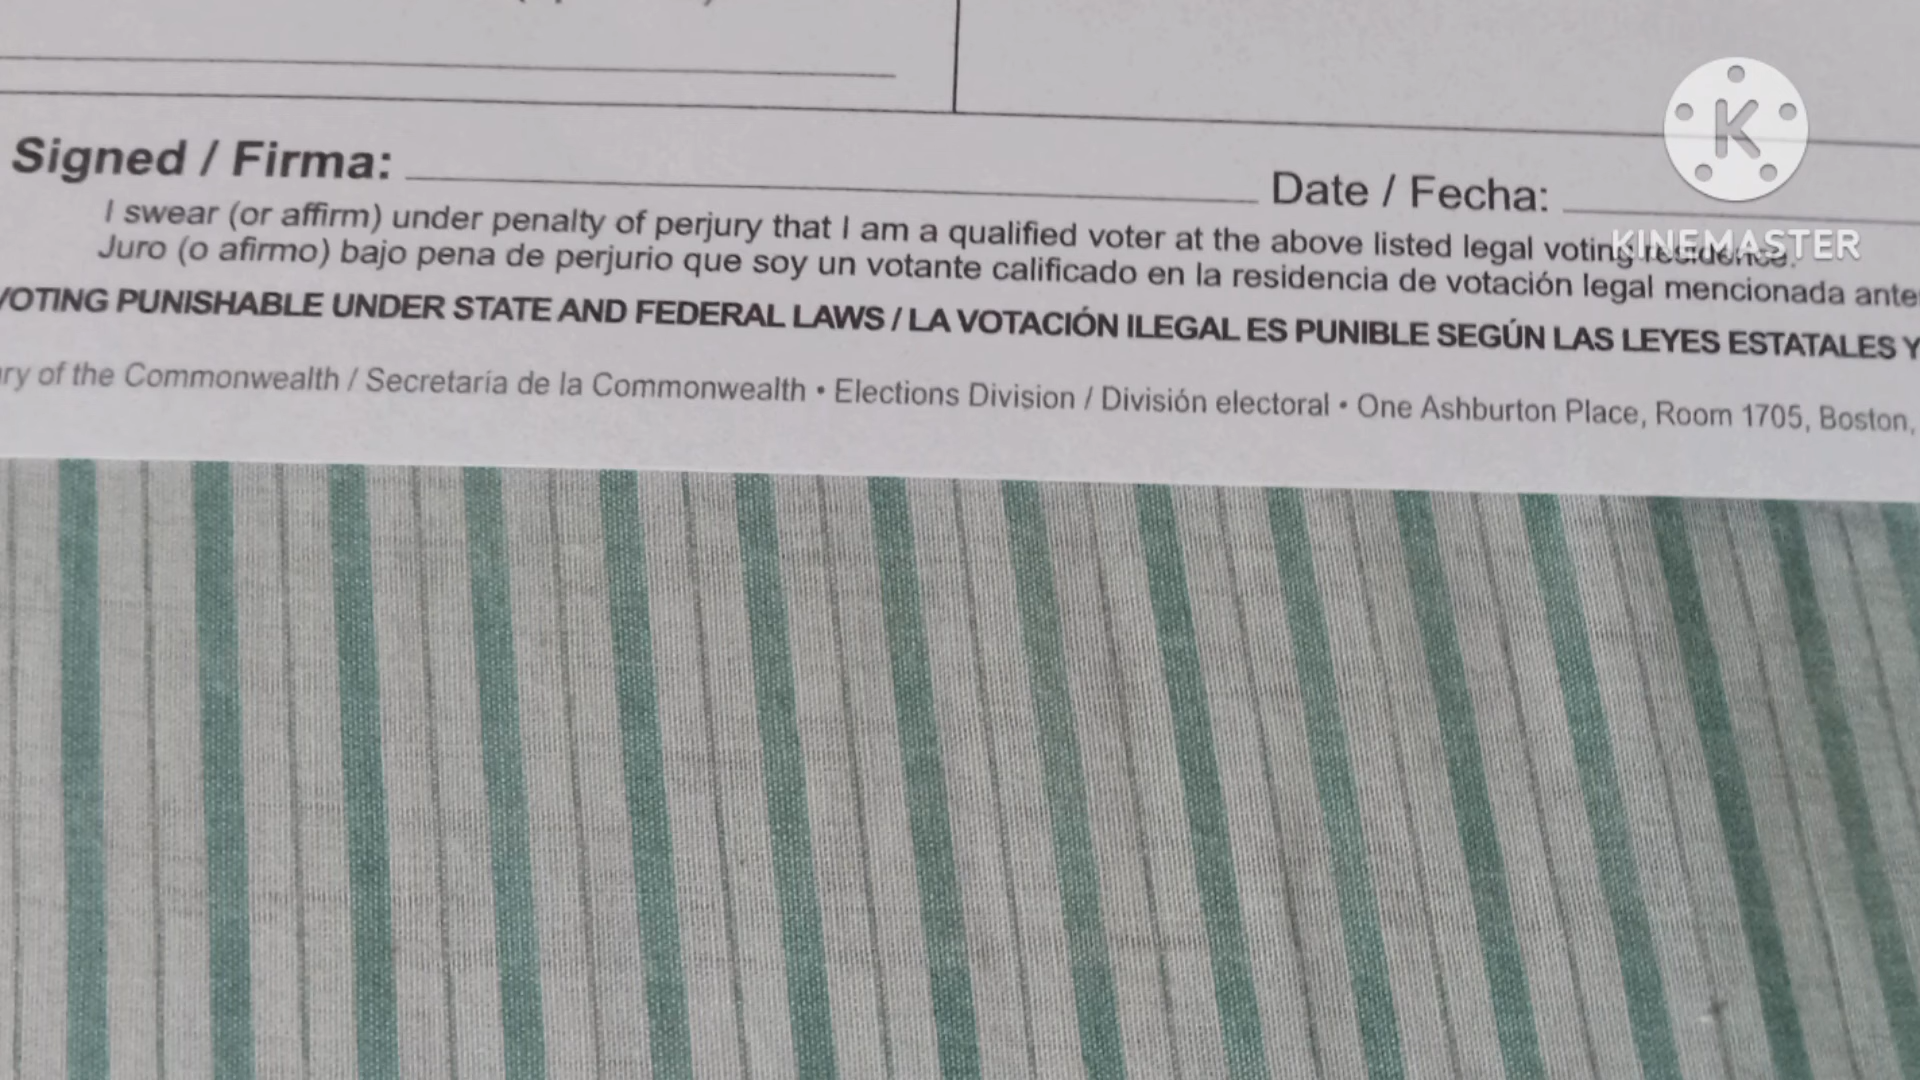 Signed / Firma: Date / Fecha:
I swear (or affirm) under penalty of perjury that I am a qualified voter at the above listed legal voting residence.
Juro (o afirmo) bajo pena de perjurio que soy un votante calificado en la residencia de votación legal mencionada
VOTING PUNISHABLE UNDER STATE AND FEDERAL LAWS / LA VOTACIÓN ILEGAL ES PUNIBLE SEGÚN LAS LEYES ESTATALES Y
of the Commonwealth / Secretaría de la Commonwealth • Elections Division / División electoral • One Ashburton Place, Room 1705, Boston,
K
KINEMASTER